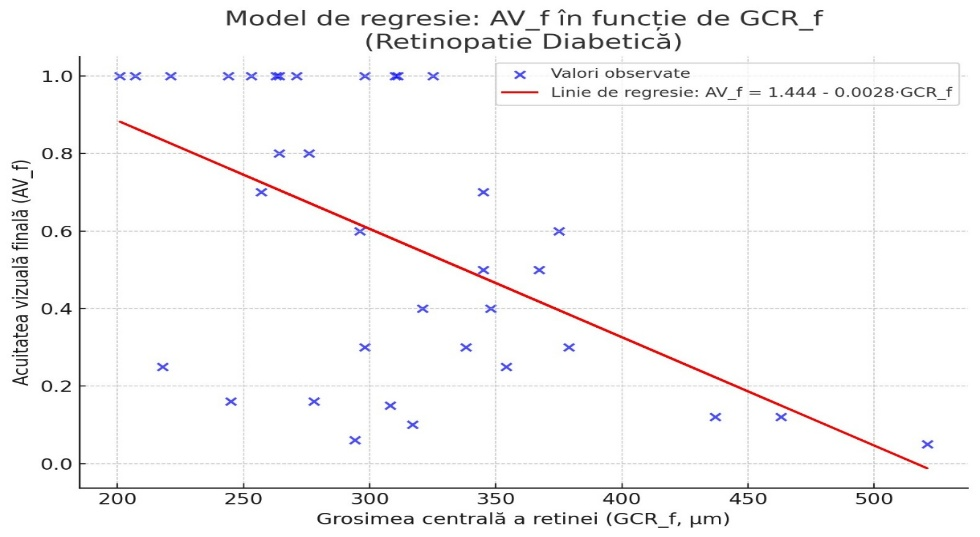 Model de regresie: AV_f în funcție de GCR_f
(Retinopatie Diabetică)
Valori observate
Linie de regresie: AV_f = 1.444 - 0.0028·GCR_f
Acuitatea vizuală finală (AV_f)
1.0
0.8
0.6
0.4
0.2
0.0
200 250 300 350 400 450 500
Grosimea centrală a retinei (GCR_f, μm)